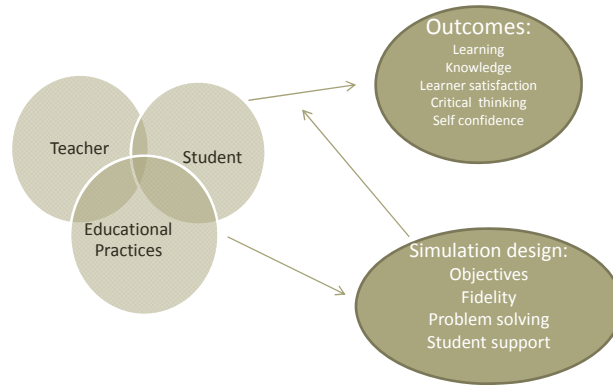 Teacher
Student
Educational
Practices
Outcomes:
Learning
Knowledge
Learner satisfaction
Critical thinking
Self confidence
Simulation design:
Objectives
Fidelity
Problem solving
Student support